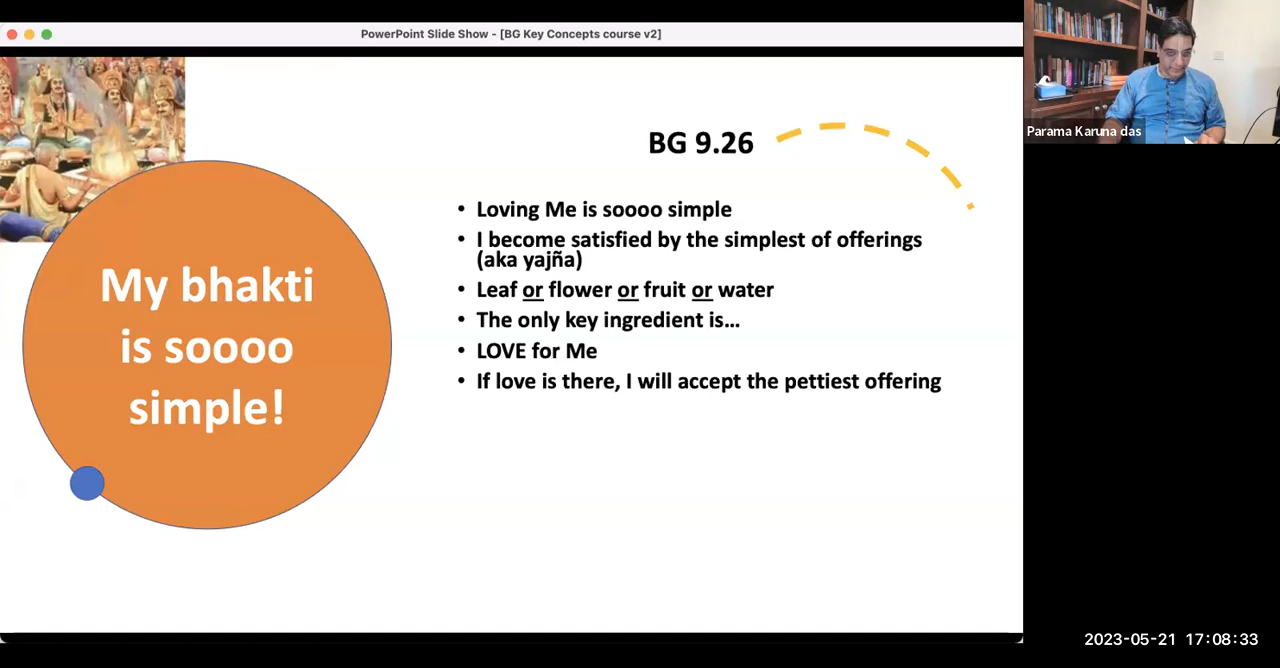 PowerPoint Slide Show - [BG Key Concepts course v2]
BG 9.26
My bhakti
is soooo
simple!
• Loving Me is soooo simple
• I become satisfied by the simplest of offerings
(aka yajña)
• Leaf or flower or fruit or water
• The only key ingredient is…
• LOVE for Me
• If love is there, I will accept the pettiest offering
Parama Karuna das
2023-05-21 17:08:33